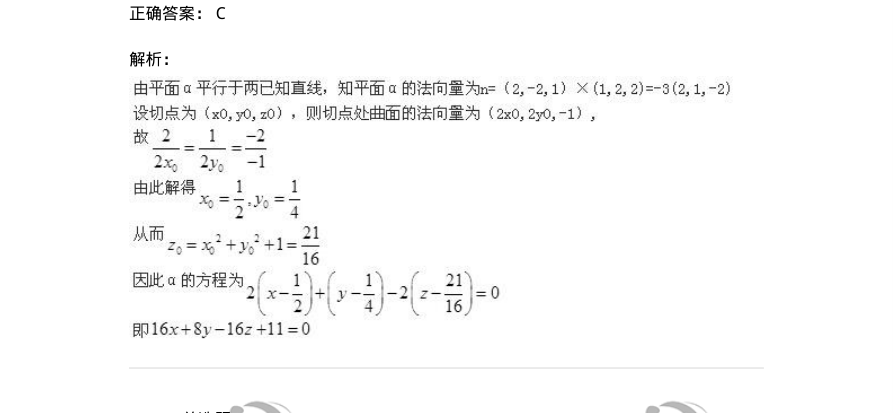 正确答案: C
解析:
由平面α平行于两已知直线，知平面α的法向量为n=（2,-2,1）×(1,2,2)=-3(2,1,-2)
设切点为（x0,y0,z0），则切点处曲面的法向量为（2x0,2y0,-1）,
故 2/2x₀ = 1/2y₀ = -2/-1
由此解得 x₀ = 1/2, y₀ = 1/4
从而 z₀ = x₀² + y₀² + 1 = 21/16
因此α的方程为 2(x - 1/2) + (y - 1/4) - 2(z - 21/16) = 0
即16x+8y-16z+11=0